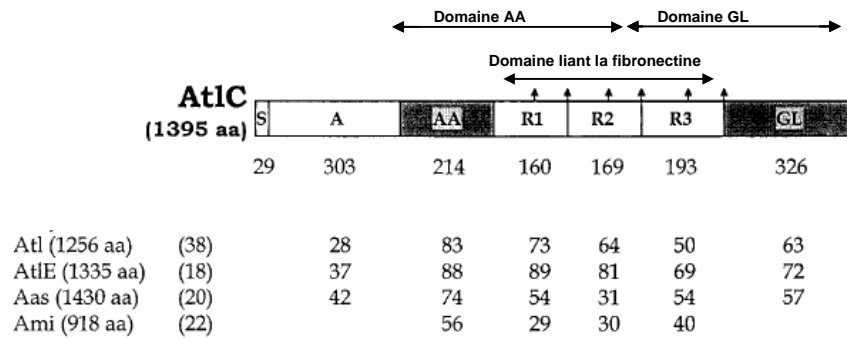 Domaine AA Domaine GL
Domaine liant la fibronectine
AtlC
(1395 aa)
S A AA R1 R2 R3 GL
29 303 214 160 169 193 326
Atl (1256 aa) (38) 28 83 73 64 50 63
AtlE (1335 aa) (18) 37 88 89 81 69 72
Aas (1430 aa) (20) 42 74 54 31 54 57
Ami (918 aa) (22) 56 29 30 40